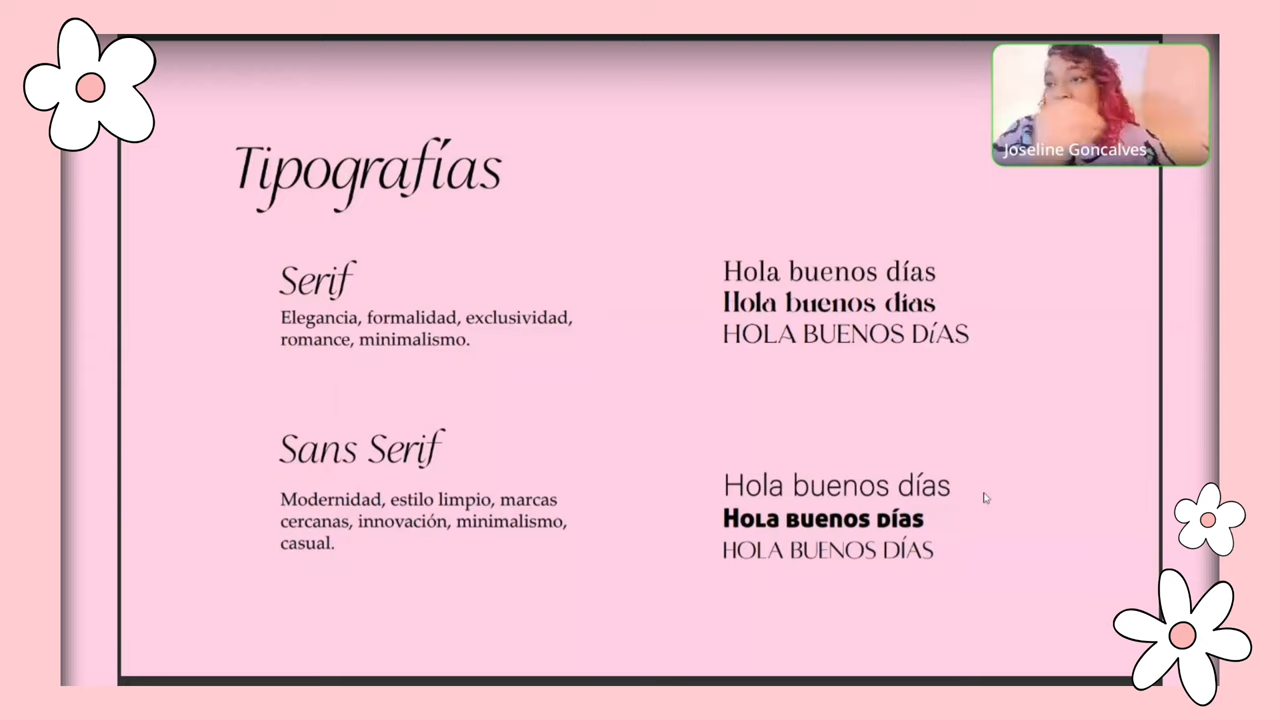 Joseline Goncalves
Tipografías
Serif
Elegancia, formalidad, exclusividad,
romance, minimalismo.
Hola buenos días
Hola buenos días
HOLA BUENOS DíAS
Sans Serif
Modernidad, estilo limpio, marcas
cercanas, innovación, minimalismo,
casual.
Hola buenos días
Hola buenos días
HOLA BUENOS DÍAS